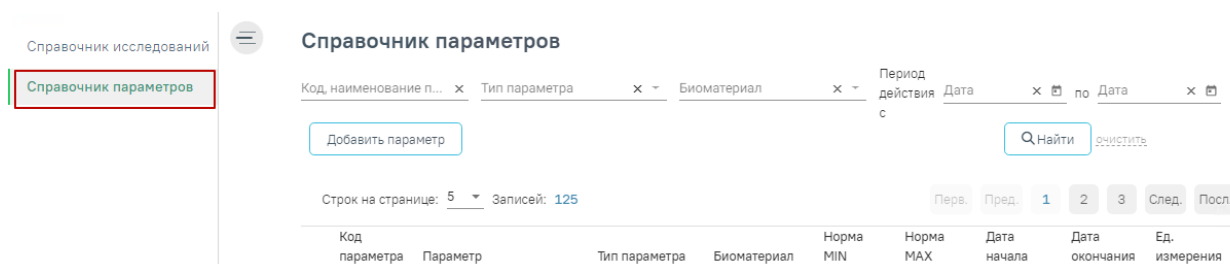 Справочник исследований
Справочник параметров
Справочник параметров
Код, наименование п...
Тип параметра
Биоматериал
Период действия с
Дата
по
Дата
Добавить параметр
Найти
очистить
Строк на странице: 5
Записей: 125
Перв. Пред. 1 2 3 След. Посл
Код параметра
Параметр
Тип параметра
Биоматериал
Норма MIN
Норма MAX
Дата начала
Дата окончания
Ед. измерения